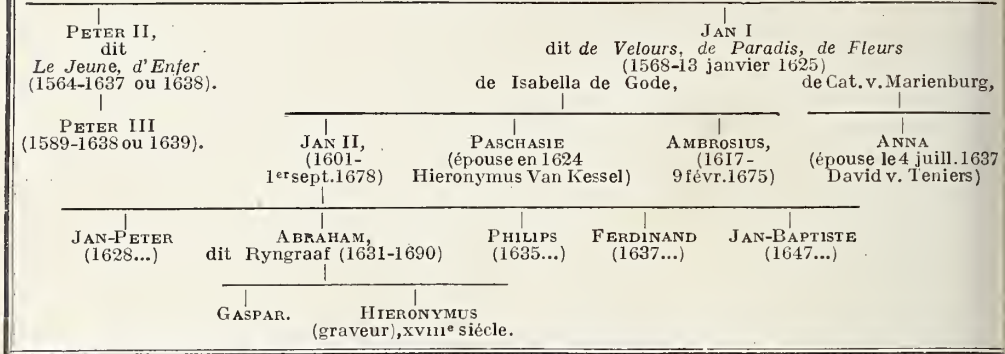 PETER II,
dit
Le Jeune, d'Enfer
(1564-1637 ou 1638).
PETER III
(1589-1638 ou 1639).
JAN I
dit de Velours, de Paradis, de Fleurs
(1568-13 janvier 1625)
de Isabella de Gode,
de Cat. v. Marienburg,
JAN II,
(1601-
1er sept. 1678)
PASCHASIE
(épouse en 1624
Hieronymus Van Kessel)
AMBROSIUS,
(1617-
9 févr. 1675)
ANNA
(épouse le 4 juill. 1637
David v. Teniers)
JAN-PETER
(1628...)
ABRAHAM,
dit Ryngraaf (1631-1690)
PHILIPS
(1635...)
FERDINAND
(1637...)
JAN-BAPTISTE
(1647...)
GASPAR.
HIERONYMUS
(graveur), XVIIIe siécle.